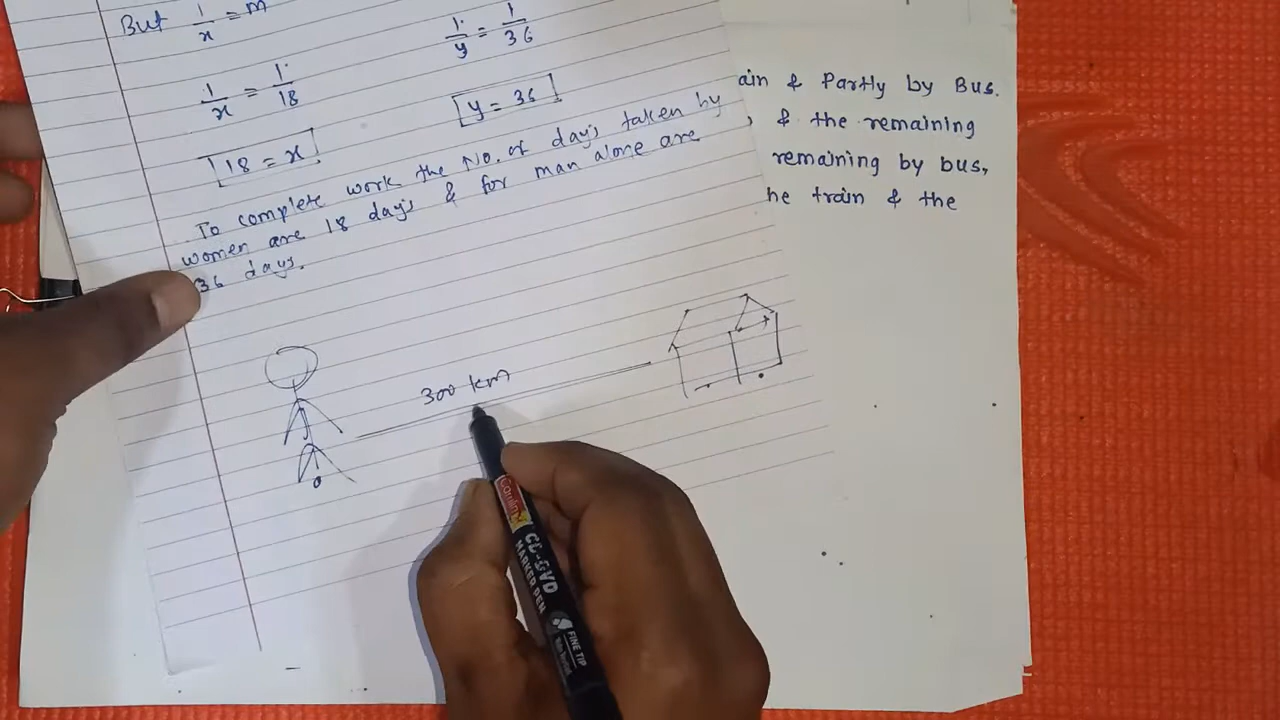 But 1/x = m
1/y = 1/36
1/x = 1/18
[y = 36]
[18 = x]
To complete work the No. of days taken by
women are 18 days & for man alone are
36 days.
300 km
ain & Partly by Bus.
, & the remaining
remaining by bus,
he train & the
Camlin
CD-DVD
MARKER PEN
FINE TIP